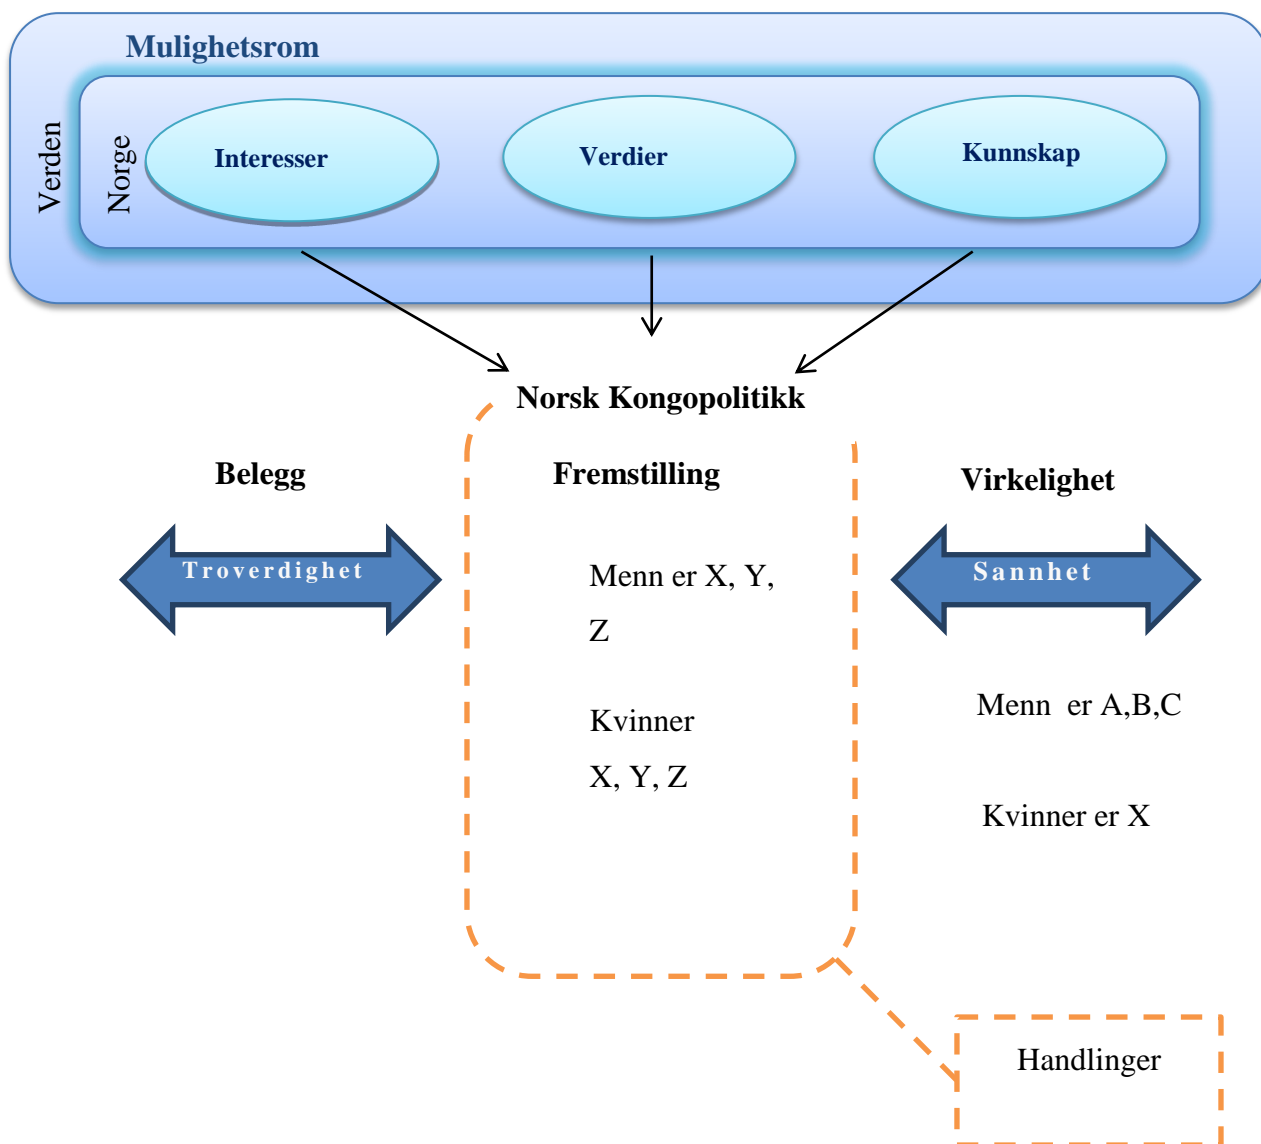 Mulighetsrom
Verden
Norge
Interesser
Verdier
Kunnskap
Norsk Kongopolitikk
Belegg
Fremstilling
Virkelighet
Troverdighet
Sannhet
Menn er X, Y,
Z
Kvinner
X, Y, Z
Menn er A,B,C
Kvinner er X
Handlinger